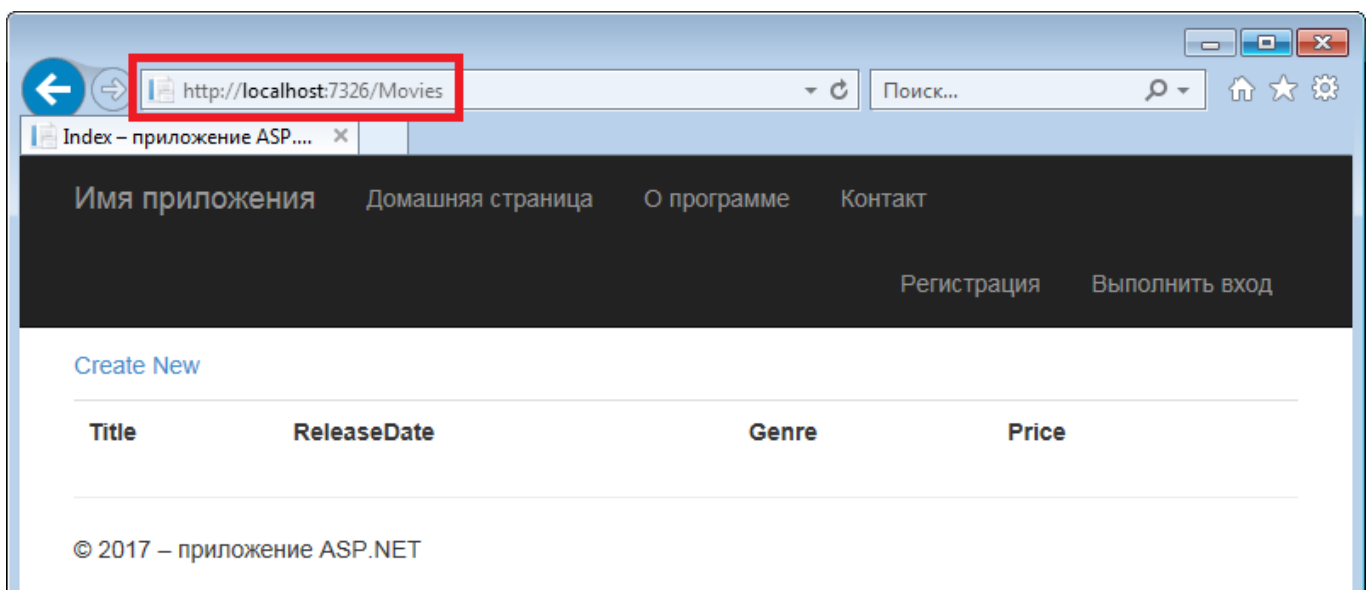 http://localhost:7326/Movies Поиск...
Index – приложение ASP....
Имя приложения Домашняя страница О программе Контакт
Регистрация Выполнить вход
Create New
Title ReleaseDate Genre Price
© 2017 – приложение ASP.NET